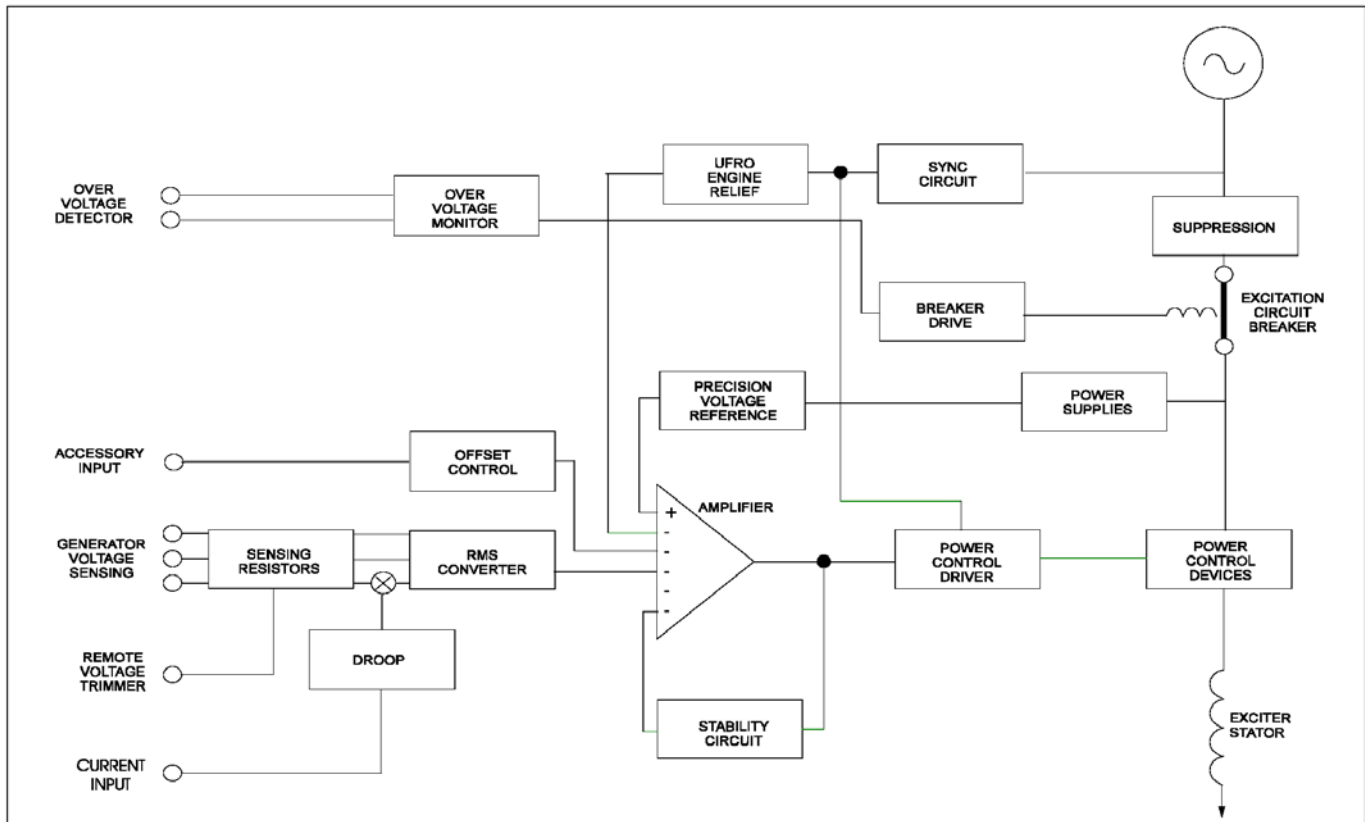 UFRO
ENGINE
RELIEF
SYNC
CIRCUIT
OVER
VOLTAGE
DETECTOR
OVER
VOLTAGE
MONITOR
SUPPRESSION
BREAKER
DRIVE
EXCITATION
CIRCUIT
BREAKER
PRECISION
VOLTAGE
REFERENCE
POWER
SUPPLIES
ACCESSORY
INPUT
OFFSET
CONTROL
AMPLIFIER
+
-
-
-
-
-
GENERATOR
VOLTAGE
SENSING
SENSING
RESISTORS
RMS
CONVERTER
POWER
CONTROL
DRIVER
POWER
CONTROL
DEVICES
REMOTE
VOLTAGE
TRIMMER
DROOP
STABILITY
CIRCUIT
EXCITER
STATOR
CURRENT
INPUT